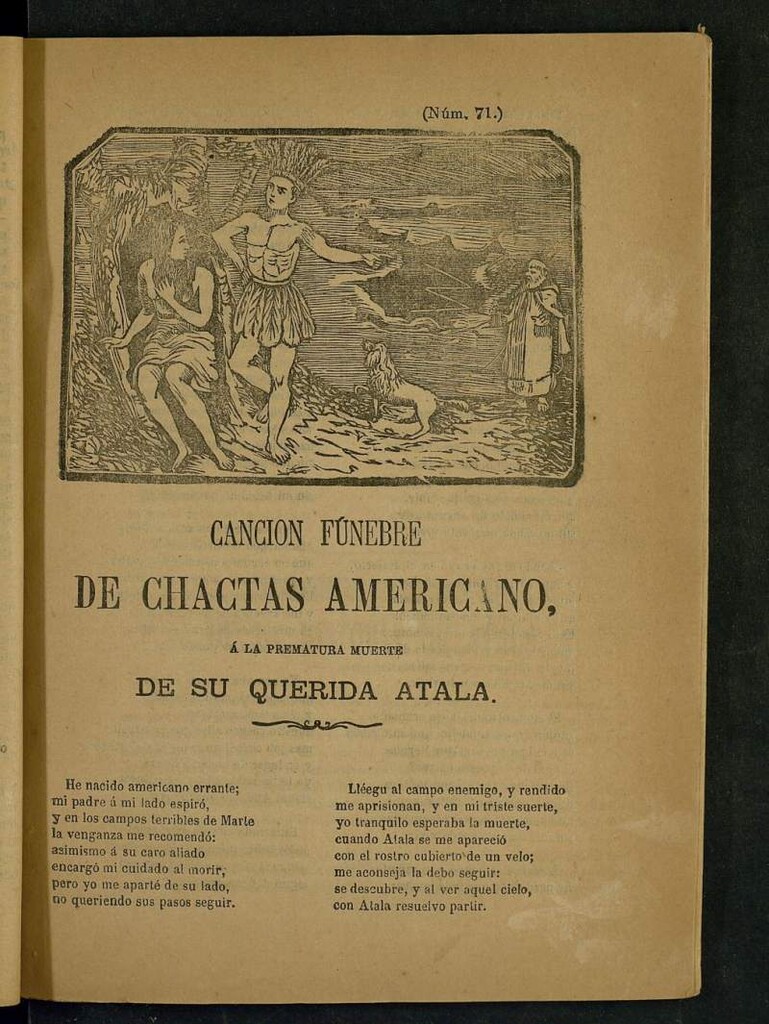 (Núm. 71.)
CANCION FÚNEBRE
DE CHACTAS AMERICANO,
Á LA PREMATURA MUERTE
DE SU QUERIDA ATALA.
He nacido americano errante;
mi padre á mi lado espiró,
y en los campos terribles de Marte
la venganza me recomendó:
asimismo á su caro aliado
encargó mi cuidado al morir,
pero yo me aparté de su lado,
no queriendo sus pasos seguir.
Lléego al campo enemigo, y rendido
me aprisionan, y en mi triste suerte,
yo tranquilo esperaba la muerte,
cuando Atala se me apareció
con el rostro cubierto de un velo;
me aconseja la debo seguir:
se descubre, y al ver aquel cielo,
con Atala resuelvo partir.